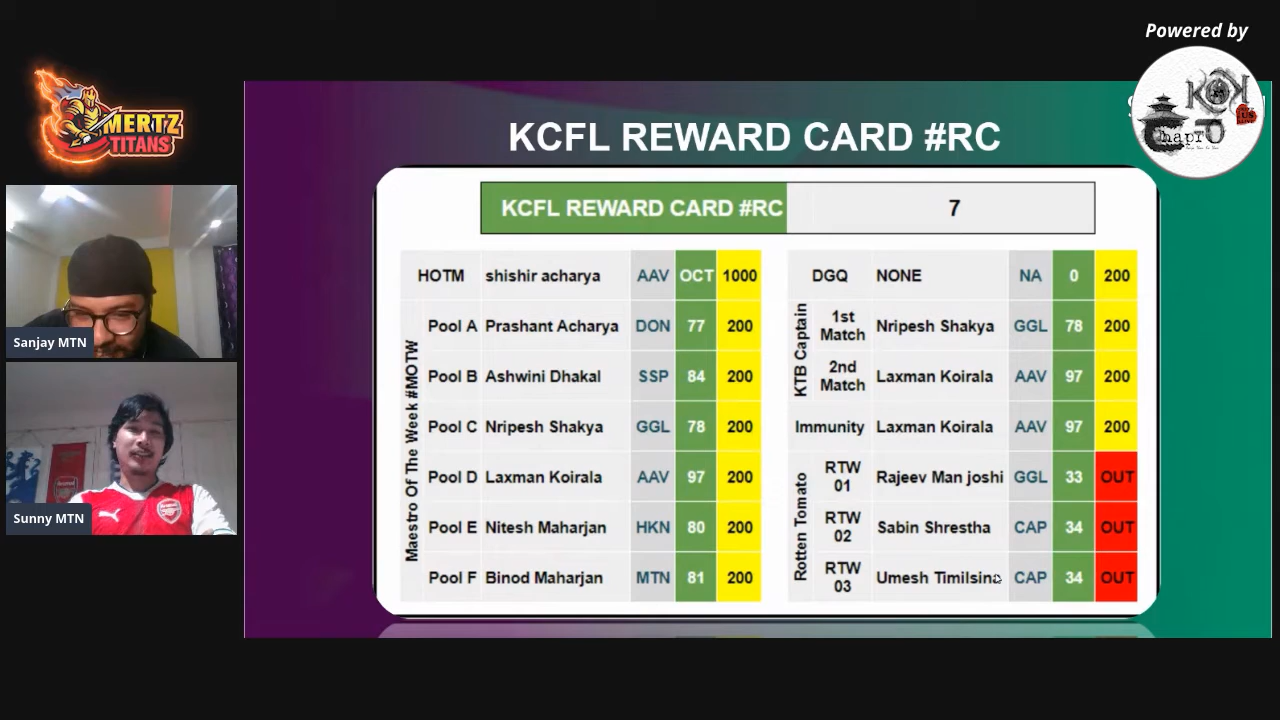 Powered by
MERTZ
TITANS
KCFL REWARD CARD #RC
KCFL REWARD CARD #RC 7
HOTM shishir acharya AAV OCT 1000
Maestro Of The Week #MOTW
Pool A Prashant Acharya DON 77 200
Pool B Ashwini Dhakal SSP 84 200
Pool C Nripesh Shakya GGL 78 200
Pool D Laxman Koirala AAV 97 200
Pool E Nitesh Maharjan HKN 80 200
Pool F Binod Maharjan MTN 81 200
DGQ NONE NA 0 200
KTB Captain
1st Match Nripesh Shakya GGL 78 200
2nd Match Laxman Koirala AAV 97 200
Immunity Laxman Koirala AAV 97 200
Rotten Tomato
RTW 01 Rajeev Man joshi GGL 33 OUT
RTW 02 Sabin Shrestha CAP 34 OUT
RTW 03 Umesh Timilsina CAP 34 OUT
Sanjay MTN
Sunny MTN